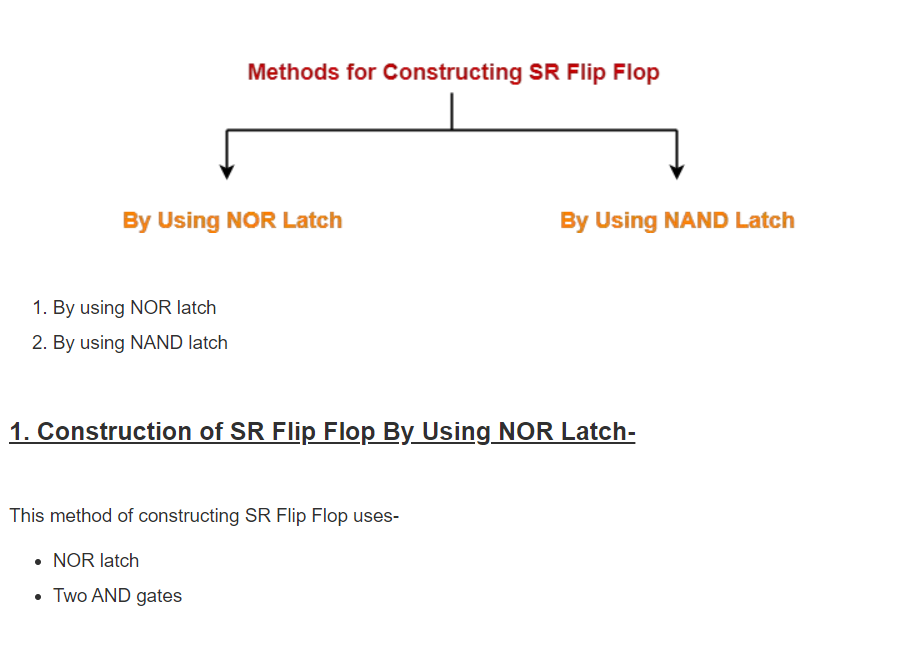 Methods for Constructing SR Flip Flop
By Using NOR Latch
By Using NAND Latch
1. By using NOR latch
2. By using NAND latch
1. Construction of SR Flip Flop By Using NOR Latch-
This method of constructing SR Flip Flop uses-
• NOR latch
• Two AND gates